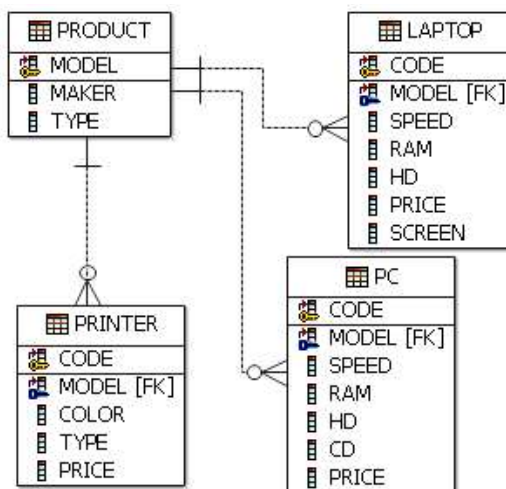 PRODUCT
MODEL
MAKER
TYPE
LAPTOP
CODE
MODEL [FK]
SPEED
RAM
HD
PRICE
SCREEN
PRINTER
CODE
MODEL [FK]
COLOR
TYPE
PRICE
PC
CODE
MODEL [FK]
SPEED
RAM
HD
CD
PRICE